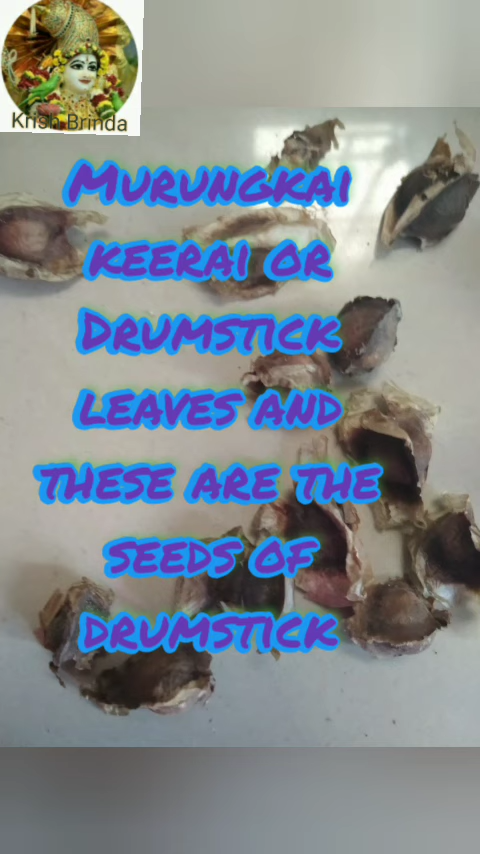 Krish Brinda
MURUNGKAI
KEERAI OR
DRUMSTICK
LEAVES AND
THESE ARE THE
SEEDS OF
DRUMSTICK